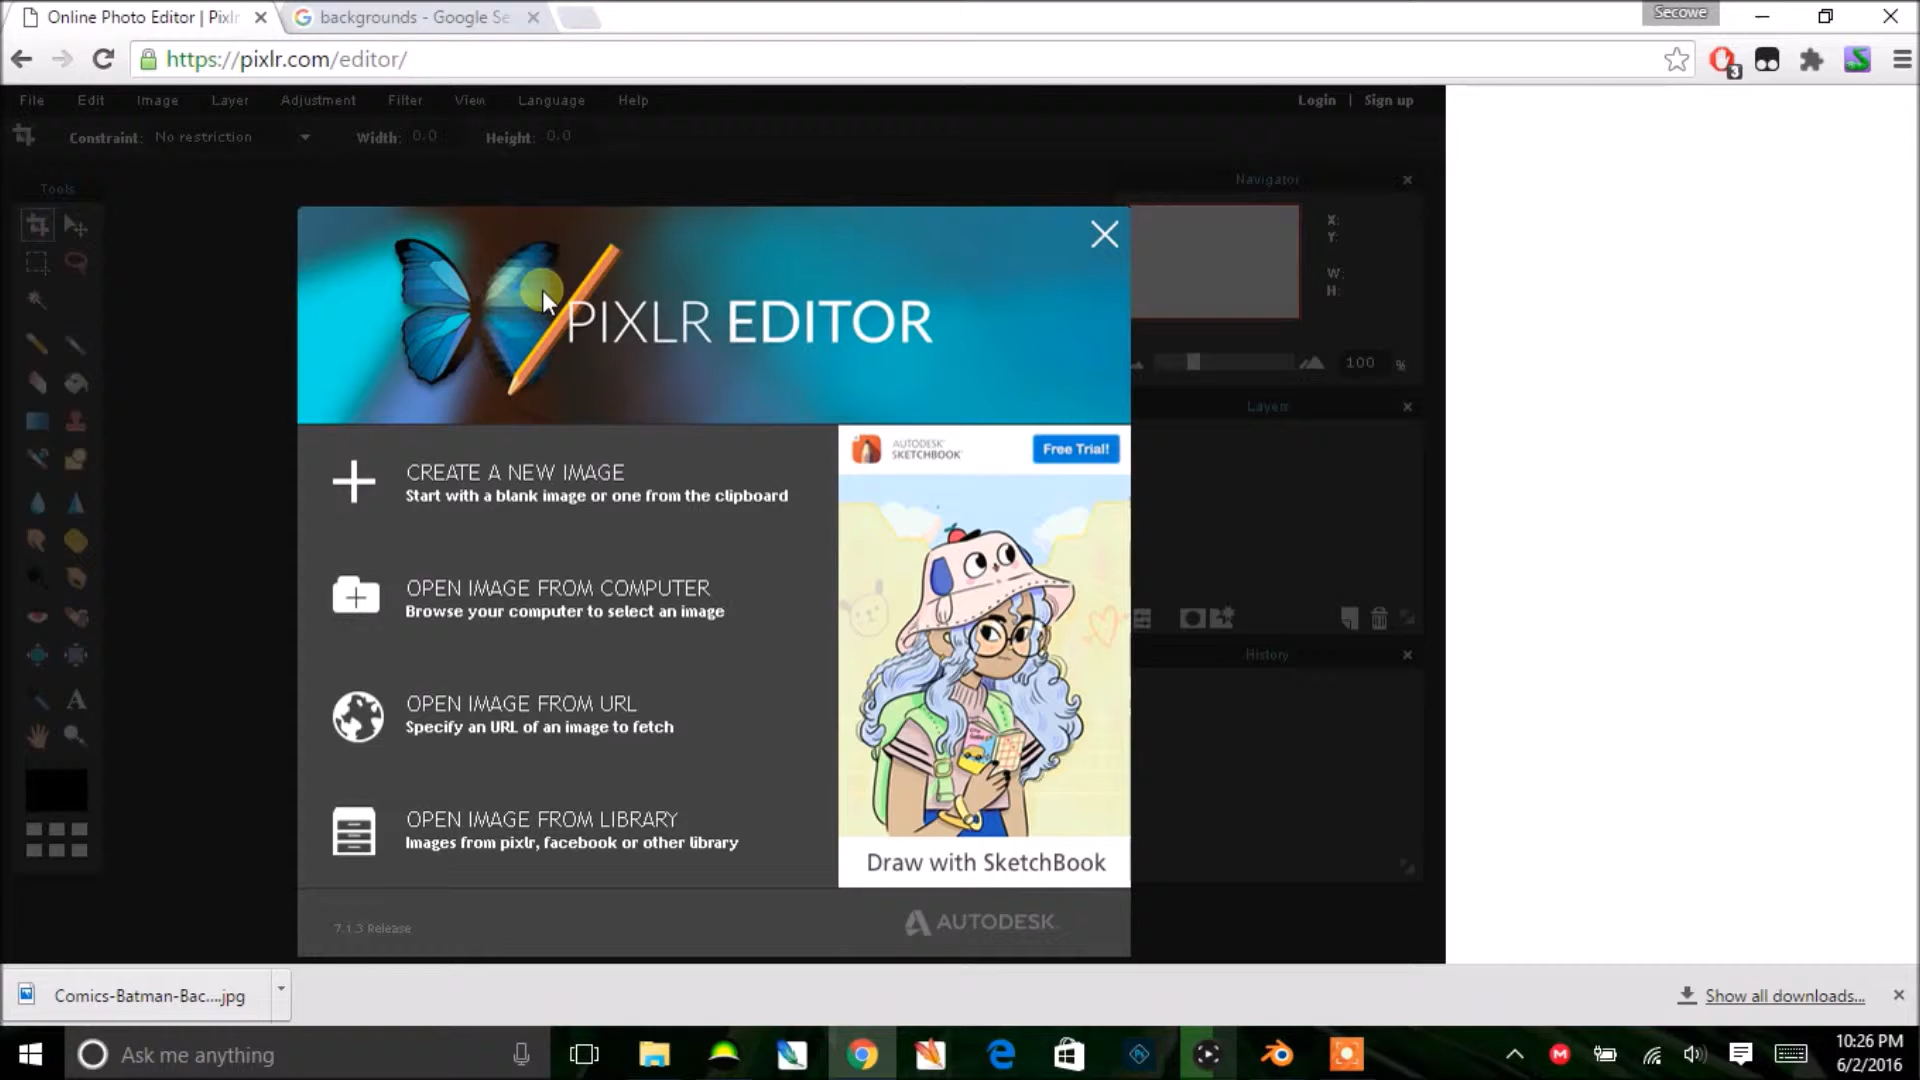 Online Photo Editor | Pixlr
backgrounds - Google Se
Secowe
https://pixlr.com/editor/
3
File Edit Image Layer Adjustment Filter View Language Help
Login | Sign up
Constraint: No restriction Width: 0.0 Height: 0.0
Tools
Navigator
X:
Y:
W:
H:
100 %
Layers
History
PIXLR EDITOR
CREATE A NEW IMAGE
Start with a blank image or one from the clipboard
OPEN IMAGE FROM COMPUTER
Browse your computer to select an image
OPEN IMAGE FROM URL
Specify an URL of an image to fetch
OPEN IMAGE FROM LIBRARY
Images from pixlr, facebook or other library
AUTODESK
SKETCHBOOK
Free Trial!
Draw with SketchBook
7.1.3 Release
AUTODESK
Comics-Batman-Bac....jpg
Show all downloads...
Ask me anything
10:26 PM
6/2/2016